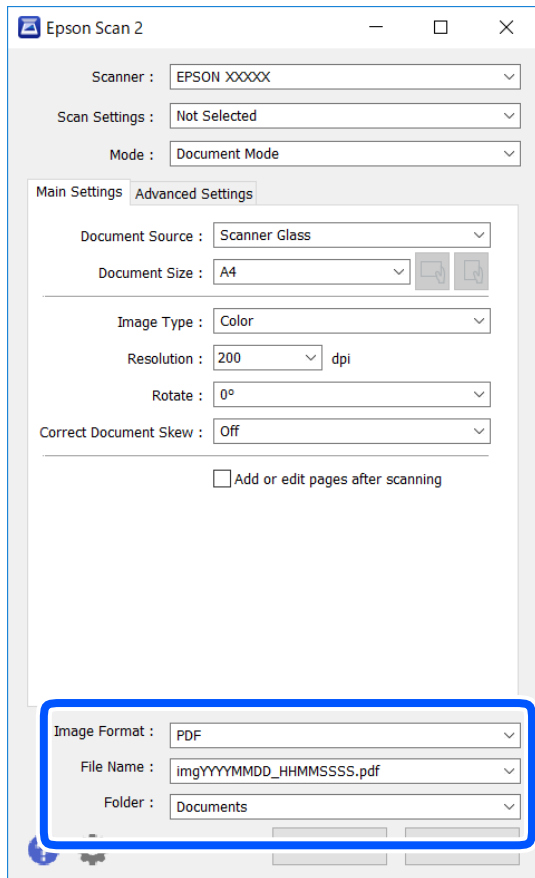 Epson Scan 2
Scanner : EPSON XXXXX
Scan Settings : Not Selected
Mode : Document Mode
Main Settings Advanced Settings
Document Source : Scanner Glass
Document Size : A4
Image Type : Color
Resolution : 200 dpi
Rotate : 0°
Correct Document Skew : Off
Add or edit pages after scanning
Image Format : PDF
File Name : imgYYYYMMDD_HHMMSSSS.pdf
Folder : Documents